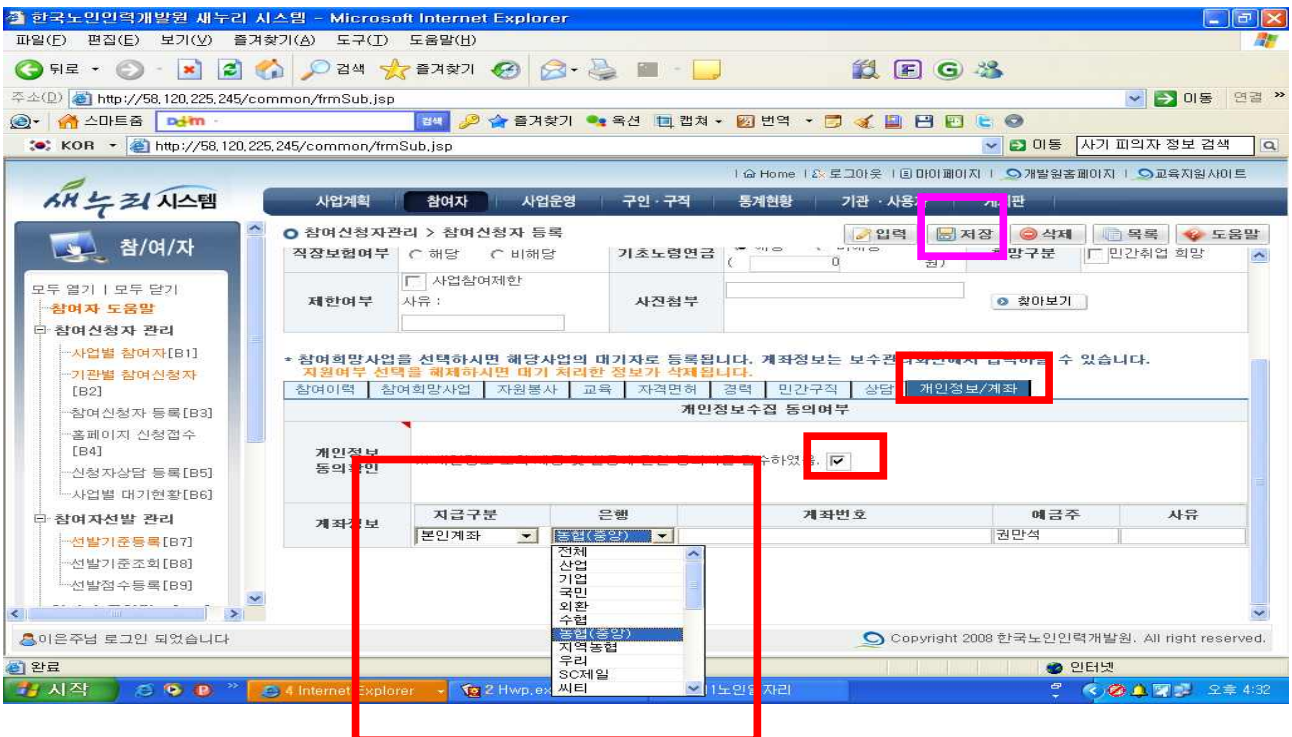 한국노인인력개발원 새누리 시스템 - Microsoft Internet Explorer
파일(F) 편집(E) 보기(V) 즐겨찾기(A) 도구(T) 도움말(H)
뒤로 검색 즐겨찾기
주소(D) http://58,120,225,245/common/frmSub.jsp 이동 연결 »
스마트줌 Daum 검색 즐겨찾기 옥션 캡쳐 번역
KOR http://58,120,225,245/common/frmSub.jsp 이동 사기 피의자 정보 검색
Home 로그아웃 마이페이지 개발원홈페이지 교육지원사이트
새누리 시스템
사업계획 참여자 사업운영 구인·구직 통계현황 기관·사용자
참/여/자
모두 열기 | 모두 닫기
참여자 도움말
참여신청자 관리
사업별 참여자[B1]
기관별 참여신청자
[B2]
참여신청자 등록[B3]
홈페이지 신청접수
[B4]
신청자상담 등록[B5]
사업별 대기현황[B6]
참여자선발 관리
선발기준등록[B7]
선발기준조회[B8]
선발점수등록[B9]
참여신청자관리 > 참여신청자 등록
입력 저장 삭제 목록 도움말
직장보험여부 해당 비해당 기초노령연금 ( 0 원) 민간취업 희망
제한여부 사업참여제한
사유 :
사진첨부 찾아보기
* 참여희망사업을 선택하시면 해당사업의 대기자로 등록됩니다. 계좌정보는 보수관리화면에서 입력하실 수 있습니다.
지원여부 선택을 해제하시면 대기 처리한 정보가 삭제됩니다.
참여이력 참여희망사업 자원봉사 교육 자격면허 경력 민간구직 상담 개인정보/계좌
개인정보수집 동의여부
개인정보
동의확인
계좌정보
지급구분 은행 계좌번호 예금주 사유
본인계좌 농협(중앙) 권만석
전체
산업
기업
국민
외환
수협
농협(중앙)
지역농협
우리
SC제일
씨티
이은주님 로그인 되었습니다
Copyright 2008 한국노인인력개발원. All right reserved.
완료 인터넷
시작 4 Internet Explorer 2 Hwp,ex 오후 4:32